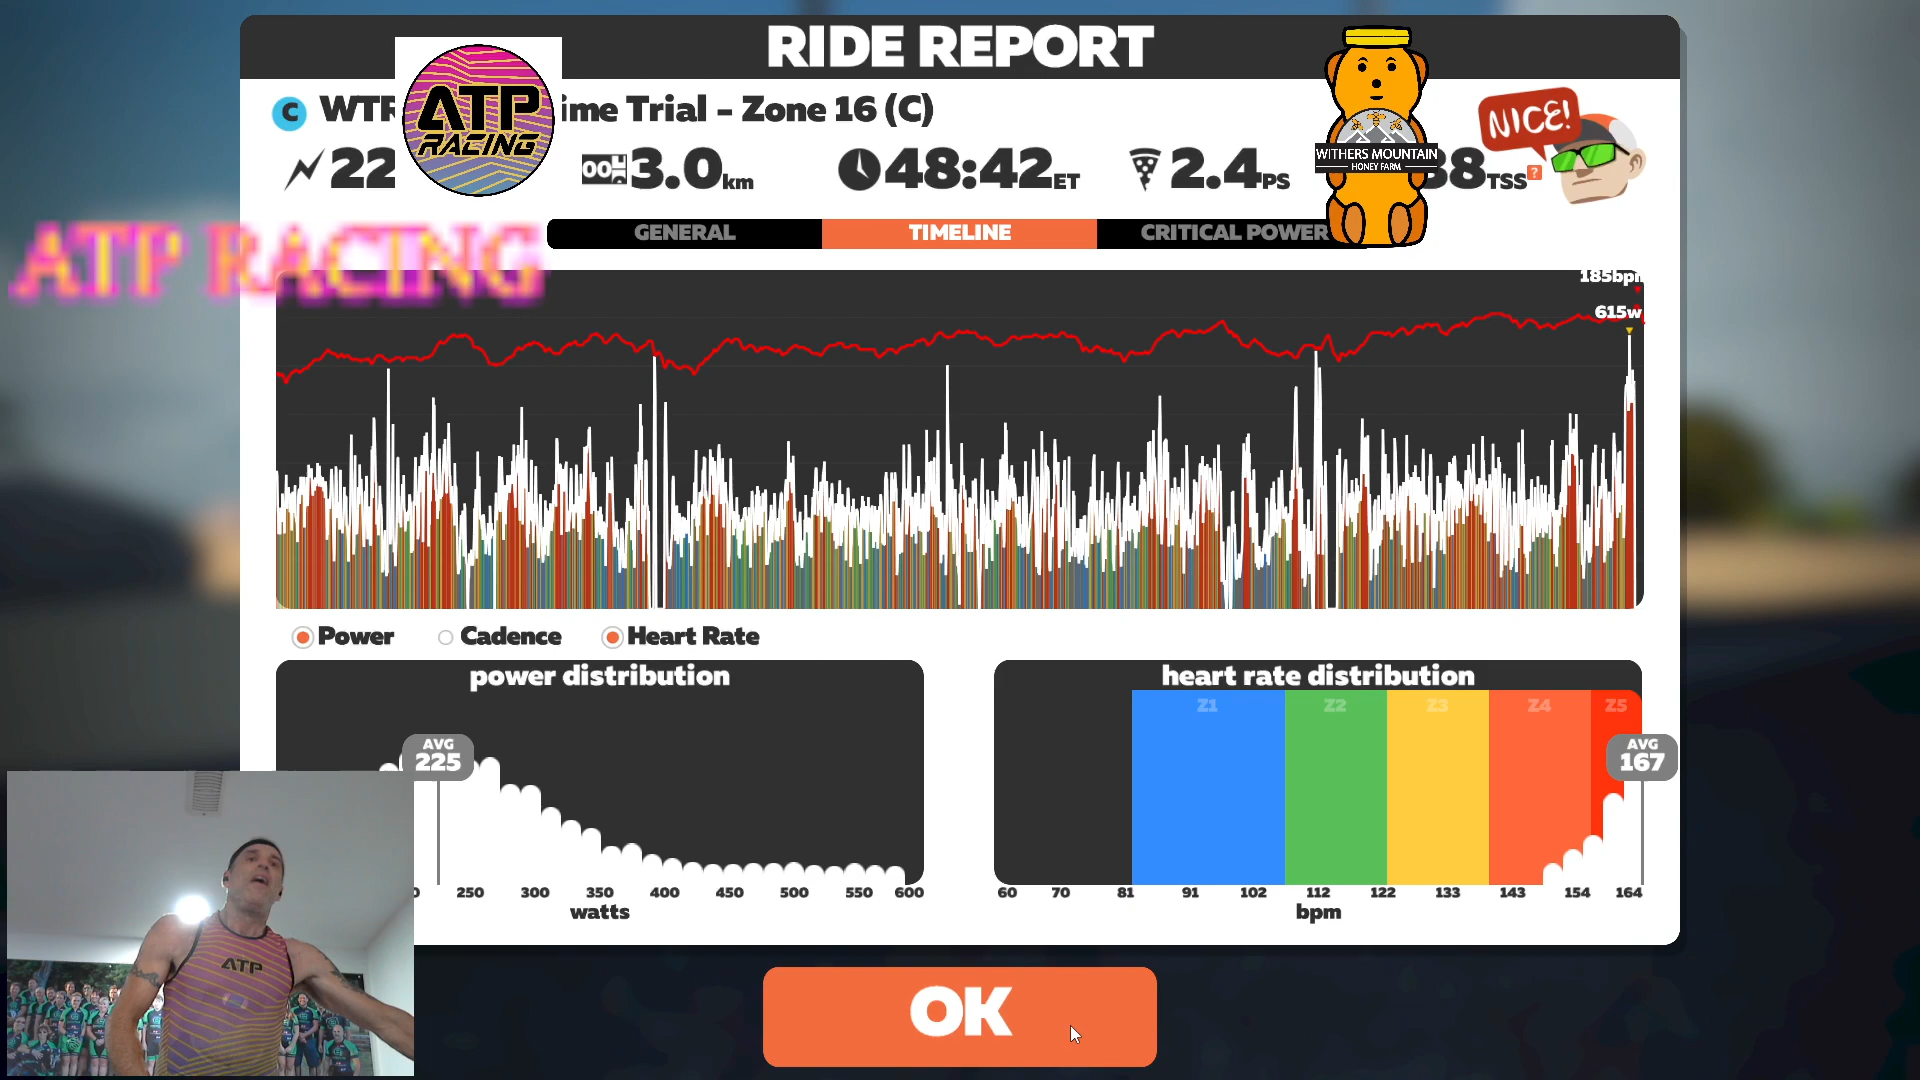 RIDE REPORT
C WTR ime Trial – Zone 16 (C)
ATP
RACING
NICE!
22 3.0km 48:42ET 2.4PS 38TSS ?
WITHERS MOUNTAIN
HONEY FARM
GENERAL TIMELINE CRITICAL POWER
ATP RACING
185bpm
615w
Power Cadence Heart Rate
power distribution
AVG
225
250 300 350 400 450 500 550 600
watts
heart rate distribution
Z1 Z2 Z3 Z4 Z5
AVG
167
60 70 81 91 102 112 122 133 143 154 164
bpm
ATP
OK